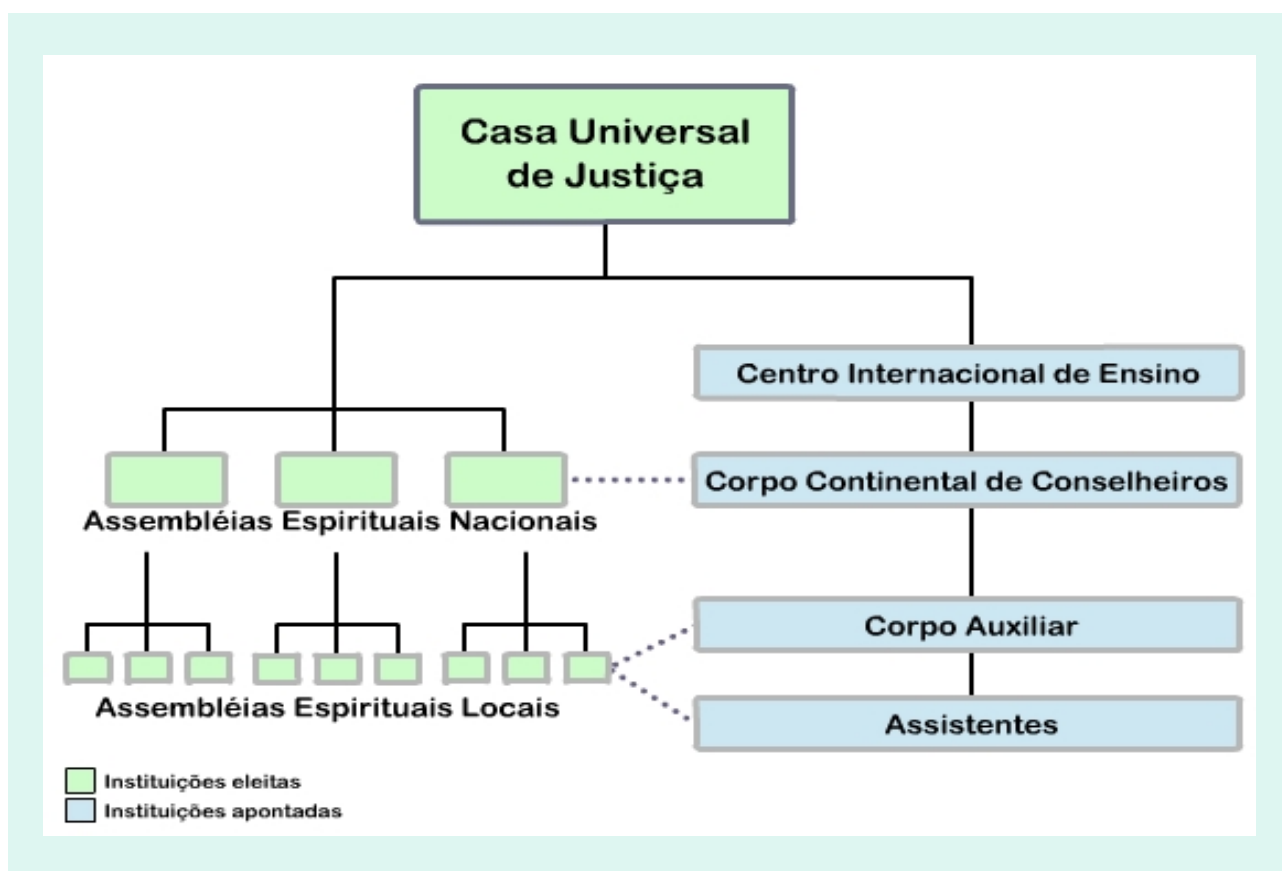 Casa Universal
de Justiça
Centro Internacional de Ensino
Corpo Continental de Conselheiros
Assembléias Espirituais Nacionais
Corpo Auxiliar
Assembléias Espirituais Locais
Assistentes
Instituições eleitas
Instituições apontadas